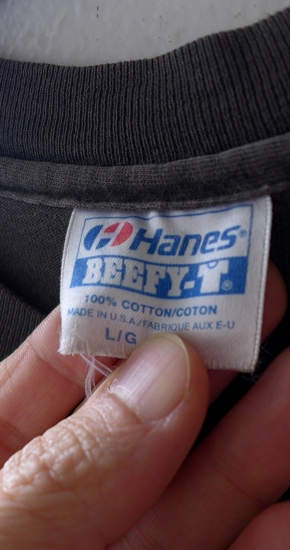 Hanes®
BEEFY-T®
100% COTTON/COTON
MADE IN U.S.A./FABRIQUE AUX E-U
L/G